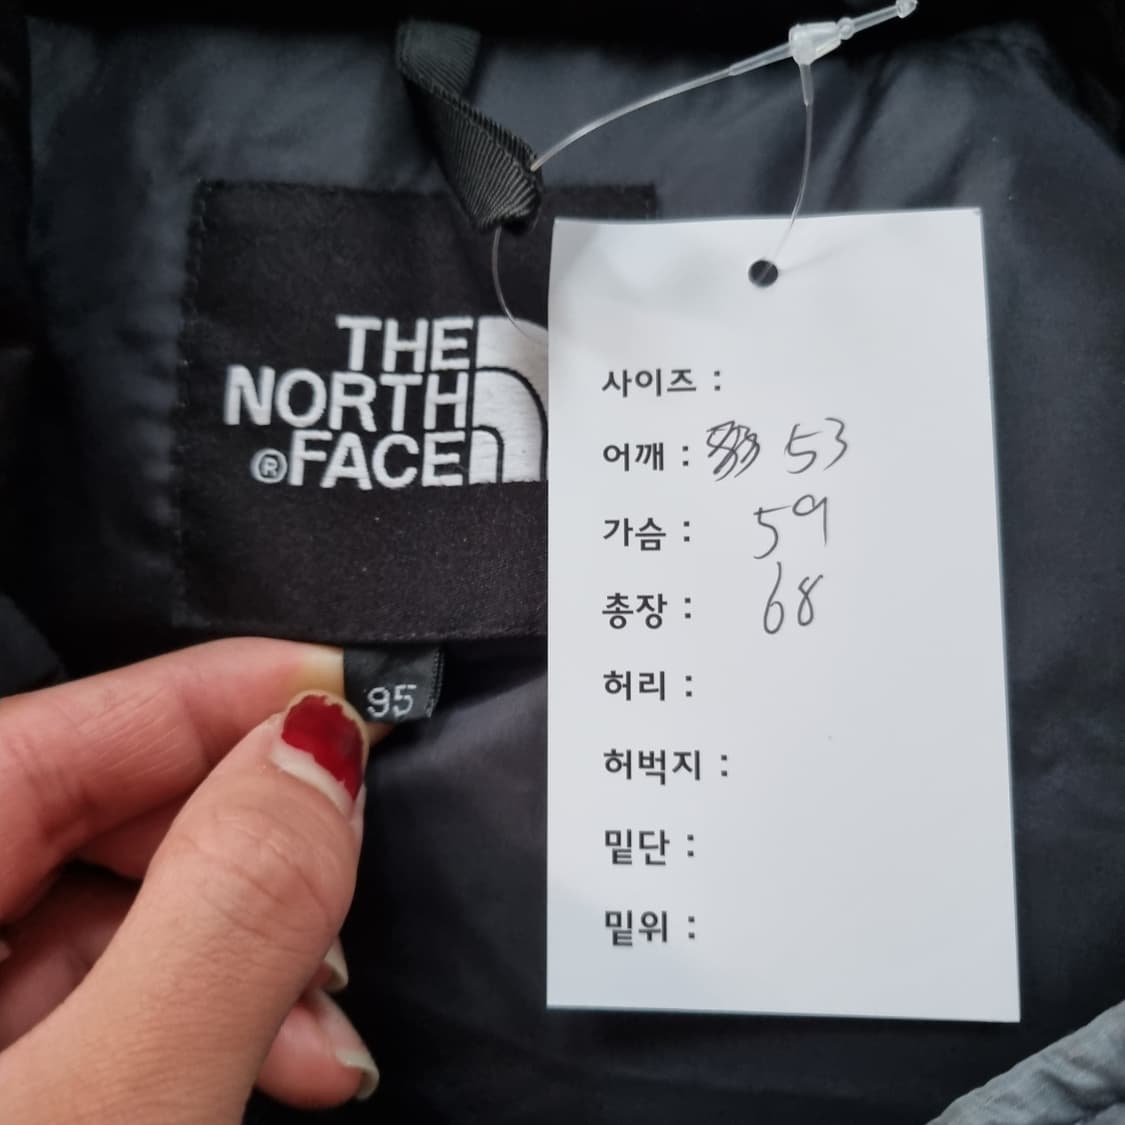 THE
NORTH
®FACE
95
사이즈 :
어깨 : 53
가슴 : 59
총장 : 68
허리 :
허벅지 :
밑단 :
밑위 :